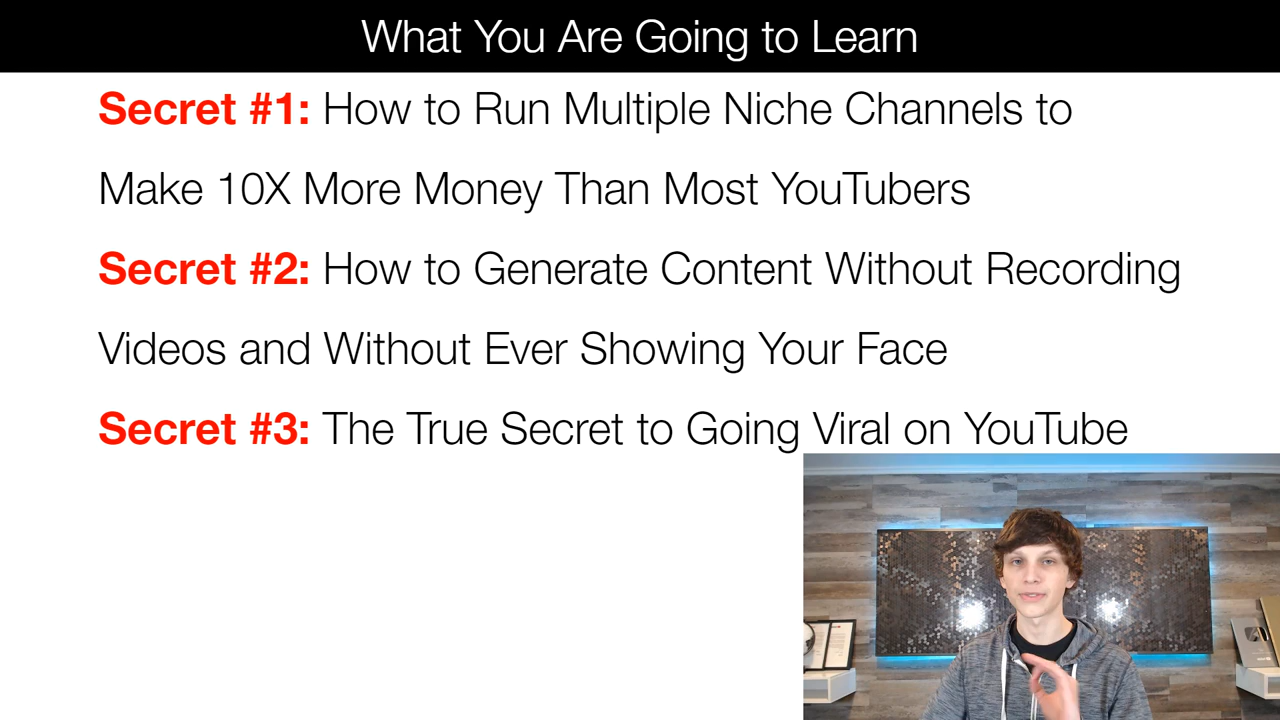 What You Are Going to Learn
Secret #1: How to Run Multiple Niche Channels to
Make 10X More Money Than Most YouTubers
Secret #2: How to Generate Content Without Recording
Videos and Without Ever Showing Your Face
Secret #3: The True Secret to Going Viral on YouTube